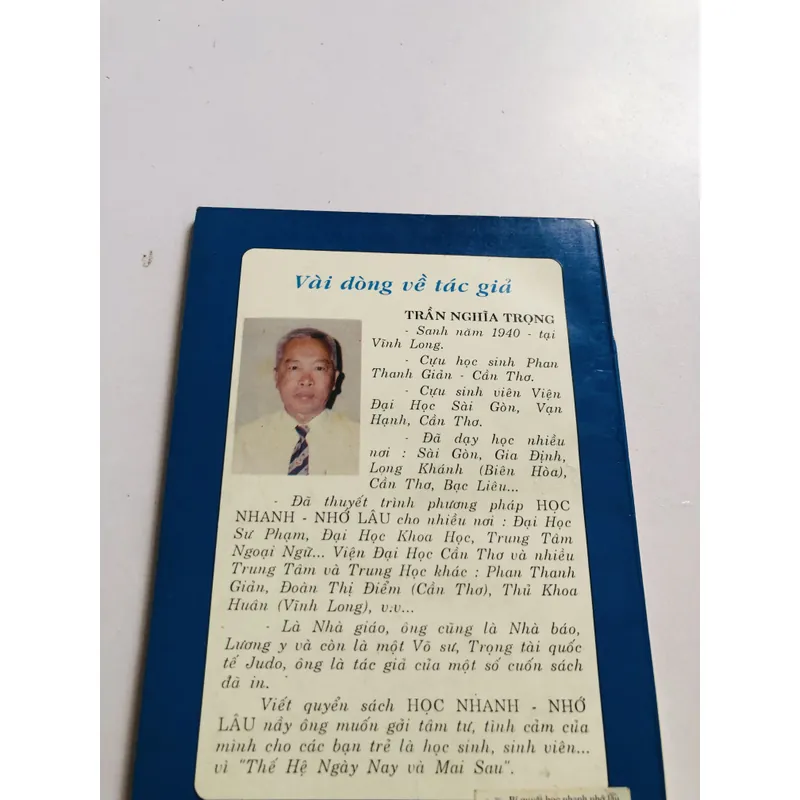 Vài dòng về tác giả
TRẦN NGHĨA TRỌNG
- Sanh năm 1940 - tại
Vĩnh Long.
- Cựu học sinh Phan
Thanh Giản - Cần Thơ.
- Cựu sinh viên Viện
Đại Học Sài Gòn, Vạn
Hạnh, Cần Thơ.
- Đã dạy học nhiều
nơi : Sài Gòn, Gia Định,
Long Khánh (Biên Hòa),
Cần Thơ, Bạc Liêu...
- Đã thuyết trình phương pháp HỌC
NHANH - NHỚ LÂU cho nhiều nơi : Đại Học
Sư Phạm, Đại Học Khoa Học, Trung Tâm
Ngoại Ngữ... Viện Đại Học Cần Thơ và nhiều
Trung Tâm và Trung Học khác : Phan Thanh
Giản, Đoàn Thị Điểm (Cần Thơ), Thủ Khoa
Huân (Vĩnh Long), v.v...
- Là Nhà giáo, ông cũng là Nhà báo,
Lương y và còn là một Võ sư, Trọng tài quốc
tế Judo, ông là tác giả của một số cuốn sách
đã in.
Viết quyển sách HỌC NHANH - NHỚ
LÂU nầy ông muốn gởi tâm tư, tình cảm của
mình cho các bạn trẻ là học sinh, sinh viên...
vì "Thế Hệ Ngày Nay và Mai Sau".
Bí quyết học nhanh nhớ lâu